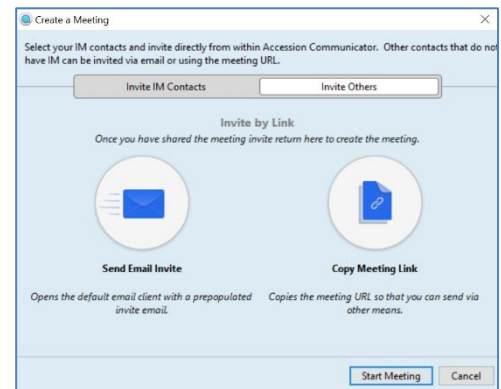 Create a Meeting
Select your IM contacts and invite directly from within Accession Communicator. Other contacts that do not
have IM can be invited via email or using the meeting URL.
Invite IM Contacts
Invite Others
Invite by Link
Once you have shared the meeting invite return here to create the meeting.
Send Email Invite
Copy Meeting Link
Opens the default email client with a prepopulated
invite email.
Copies the meeting URL so that you can send via
other means.
Start Meeting
Cancel